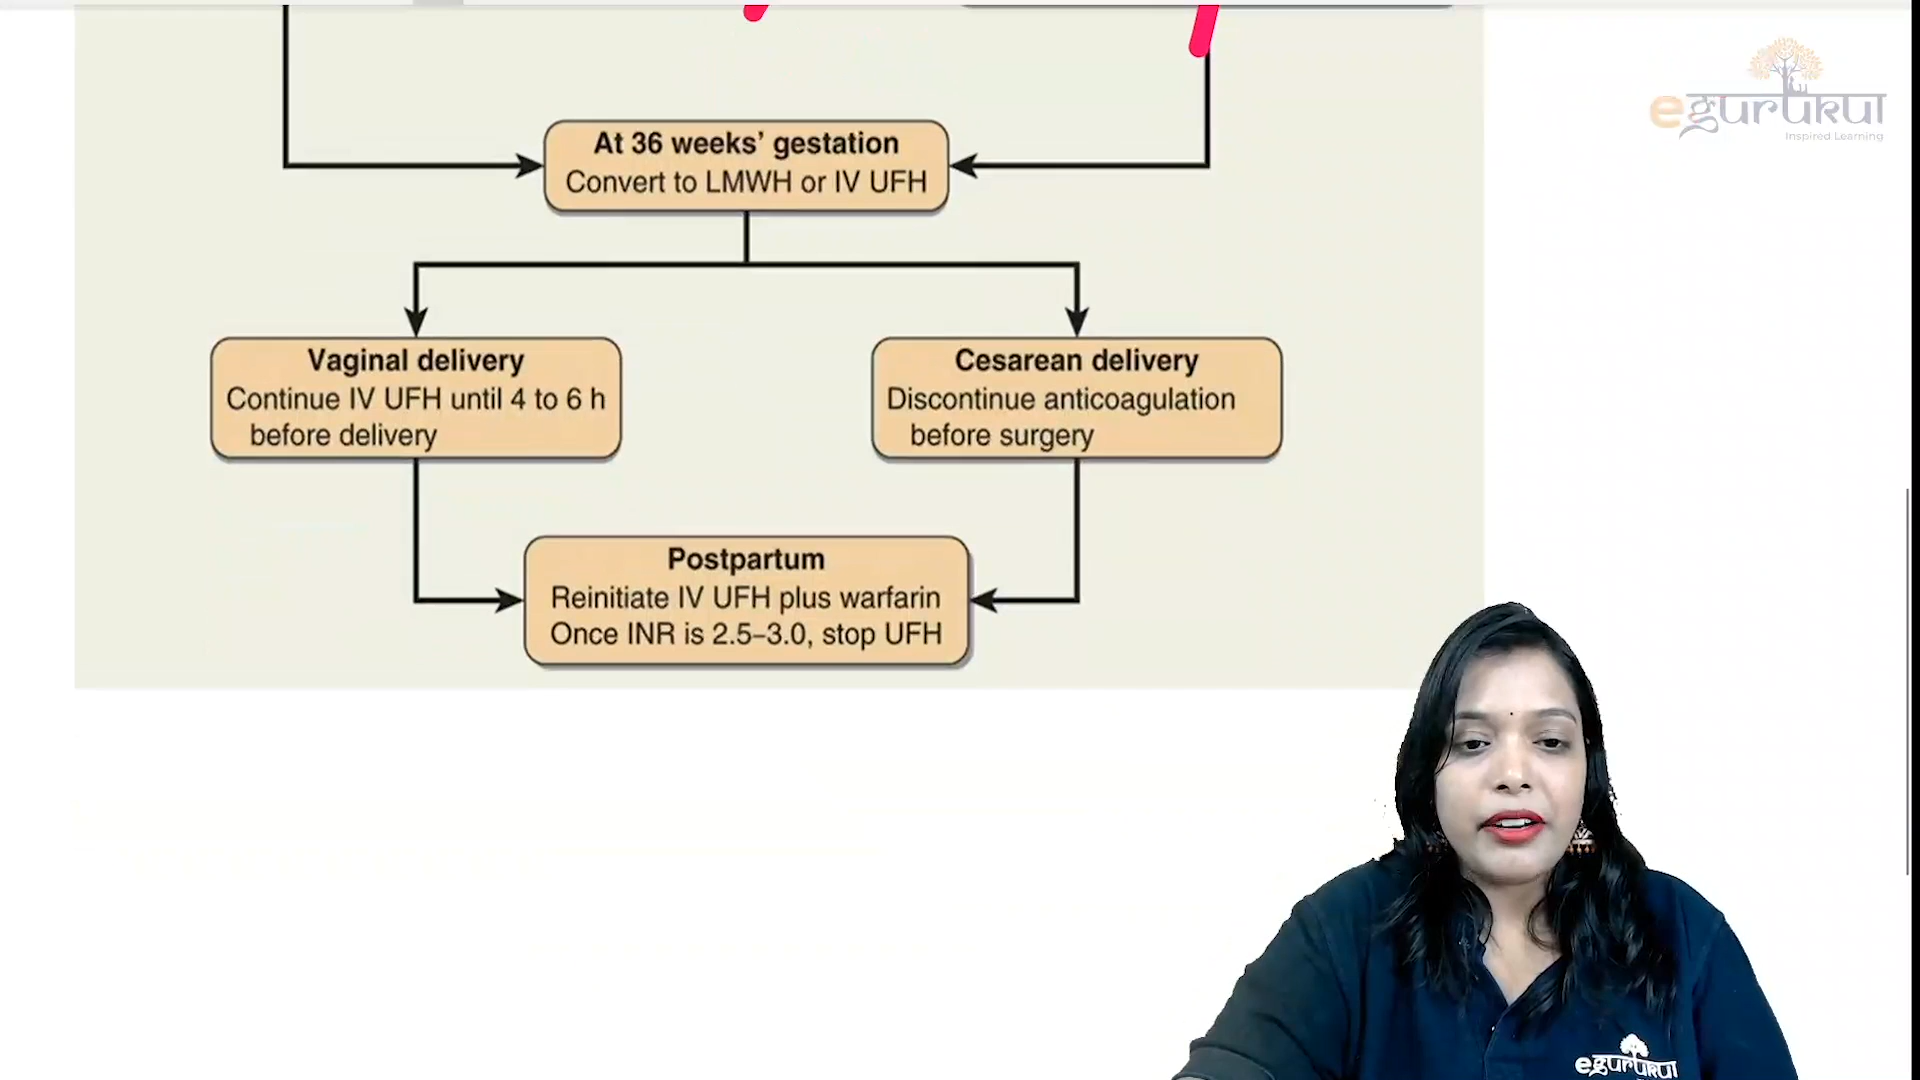 egurukul
Inspired Learning
At 36 weeks’ gestation
Convert to LMWH or IV UFH
Vaginal delivery
Continue IV UFH until 4 to 6 h
before delivery
Cesarean delivery
Discontinue anticoagulation
before surgery
Postpartum
Reinitiate IV UFH plus warfarin
Once INR is 2.5–3.0, stop UFH
egurukul